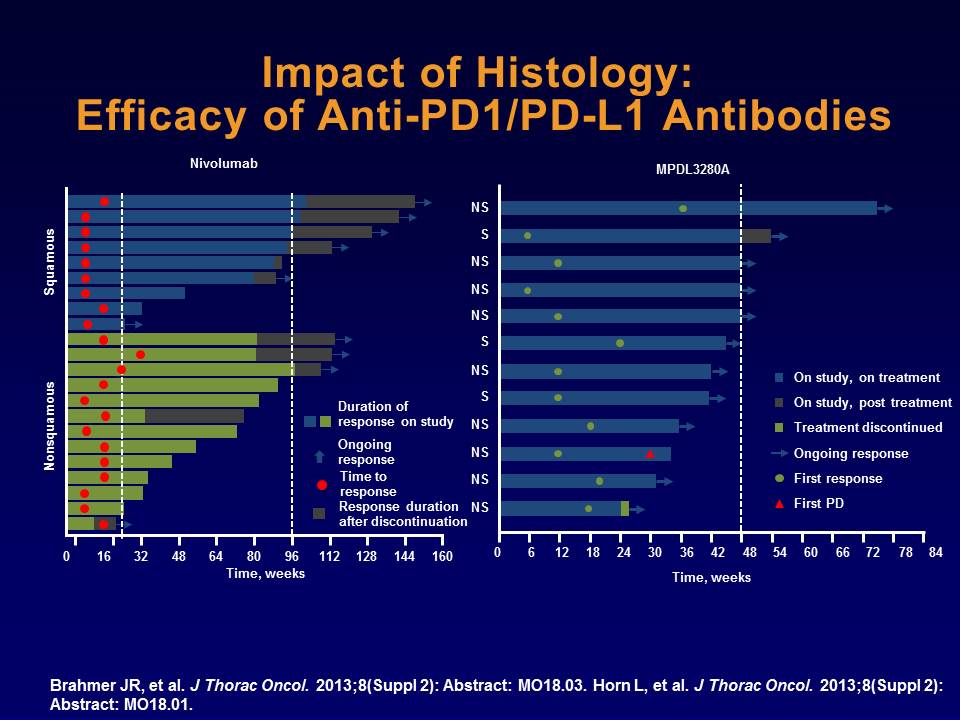 Impact of Histology:
Efficacy of Anti-PD1/PD-L1 Antibodies
Nivolumab
Squamous
Nonsquamous
Duration of
response on study
Ongoing
response
Time to
response
Response duration
after discontinuation
0 16 32 48 64 80 96 112 128 144 160
Time, weeks
MPDL3280A
NS
S
NS
NS
NS
S
NS
S
NS
NS
NS
NS
On study, on treatment
On study, post treatment
Treatment discontinued
Ongoing response
First response
First PD
0 6 12 18 24 30 36 42 48 54 60 66 72 78 84
Time, weeks
Brahmer JR, et al. J Thorac Oncol. 2013;8(Suppl 2): Abstract: MO18.03. Horn L, et al. J Thorac Oncol. 2013;8(Suppl 2):
Abstract: MO18.01.